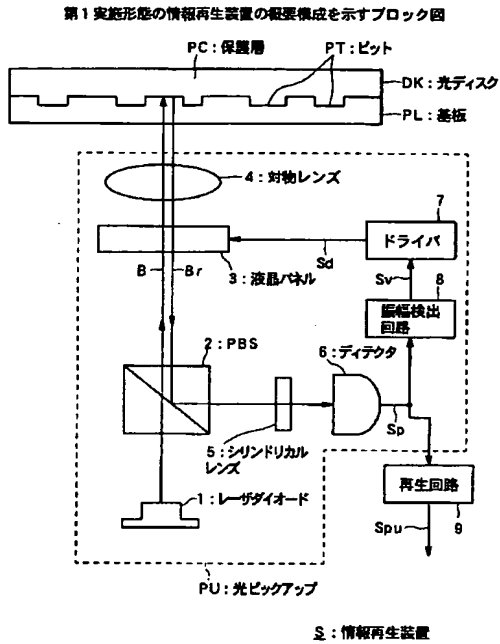 第1実施形態の情報再生装置の概要構成を示すブロック図
PC:保護層
PT:ピット
DK:光ディスク
PL:基板
4:対物レンズ
7
ドライバ
Sd
B
Br
3:液晶パネル
Sv
8
振幅検出
回路
2:PBS
6:ディテクタ
Sp
5:シリンドリカル
レンズ
1:レーザダイオード
再生回路
Spu
9
PU:光ピックアップ
S:情報再生装置